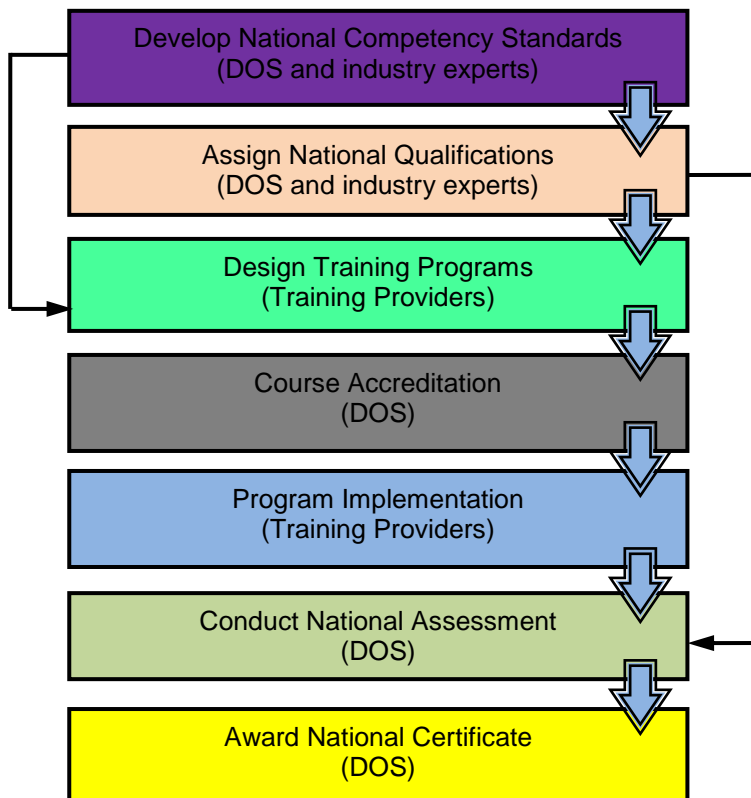 Develop National Competency Standards
(DOS and industry experts)
Assign National Qualifications
(DOS and industry experts)
Design Training Programs
(Training Providers)
Course Accreditation
(DOS)
Program Implementation
(Training Providers)
Conduct National Assessment
(DOS)
Award National Certificate
(DOS)